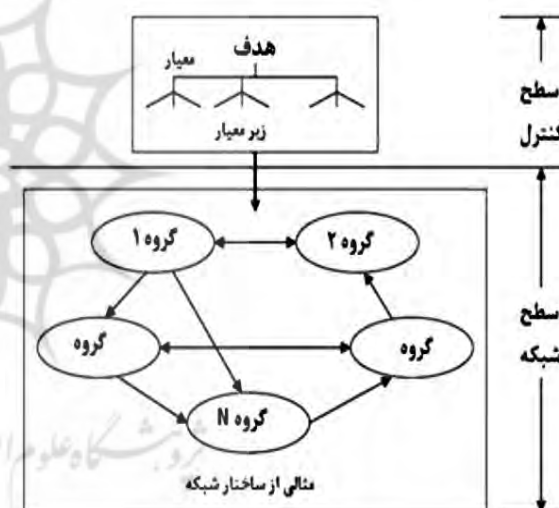 هدف
معیار
زیر معیار
سطح
کنترل
گروه ۱
گروه ۲
گروه
گروه
گروه N
سطح
شبکه
مثالی از ساختار شبکه